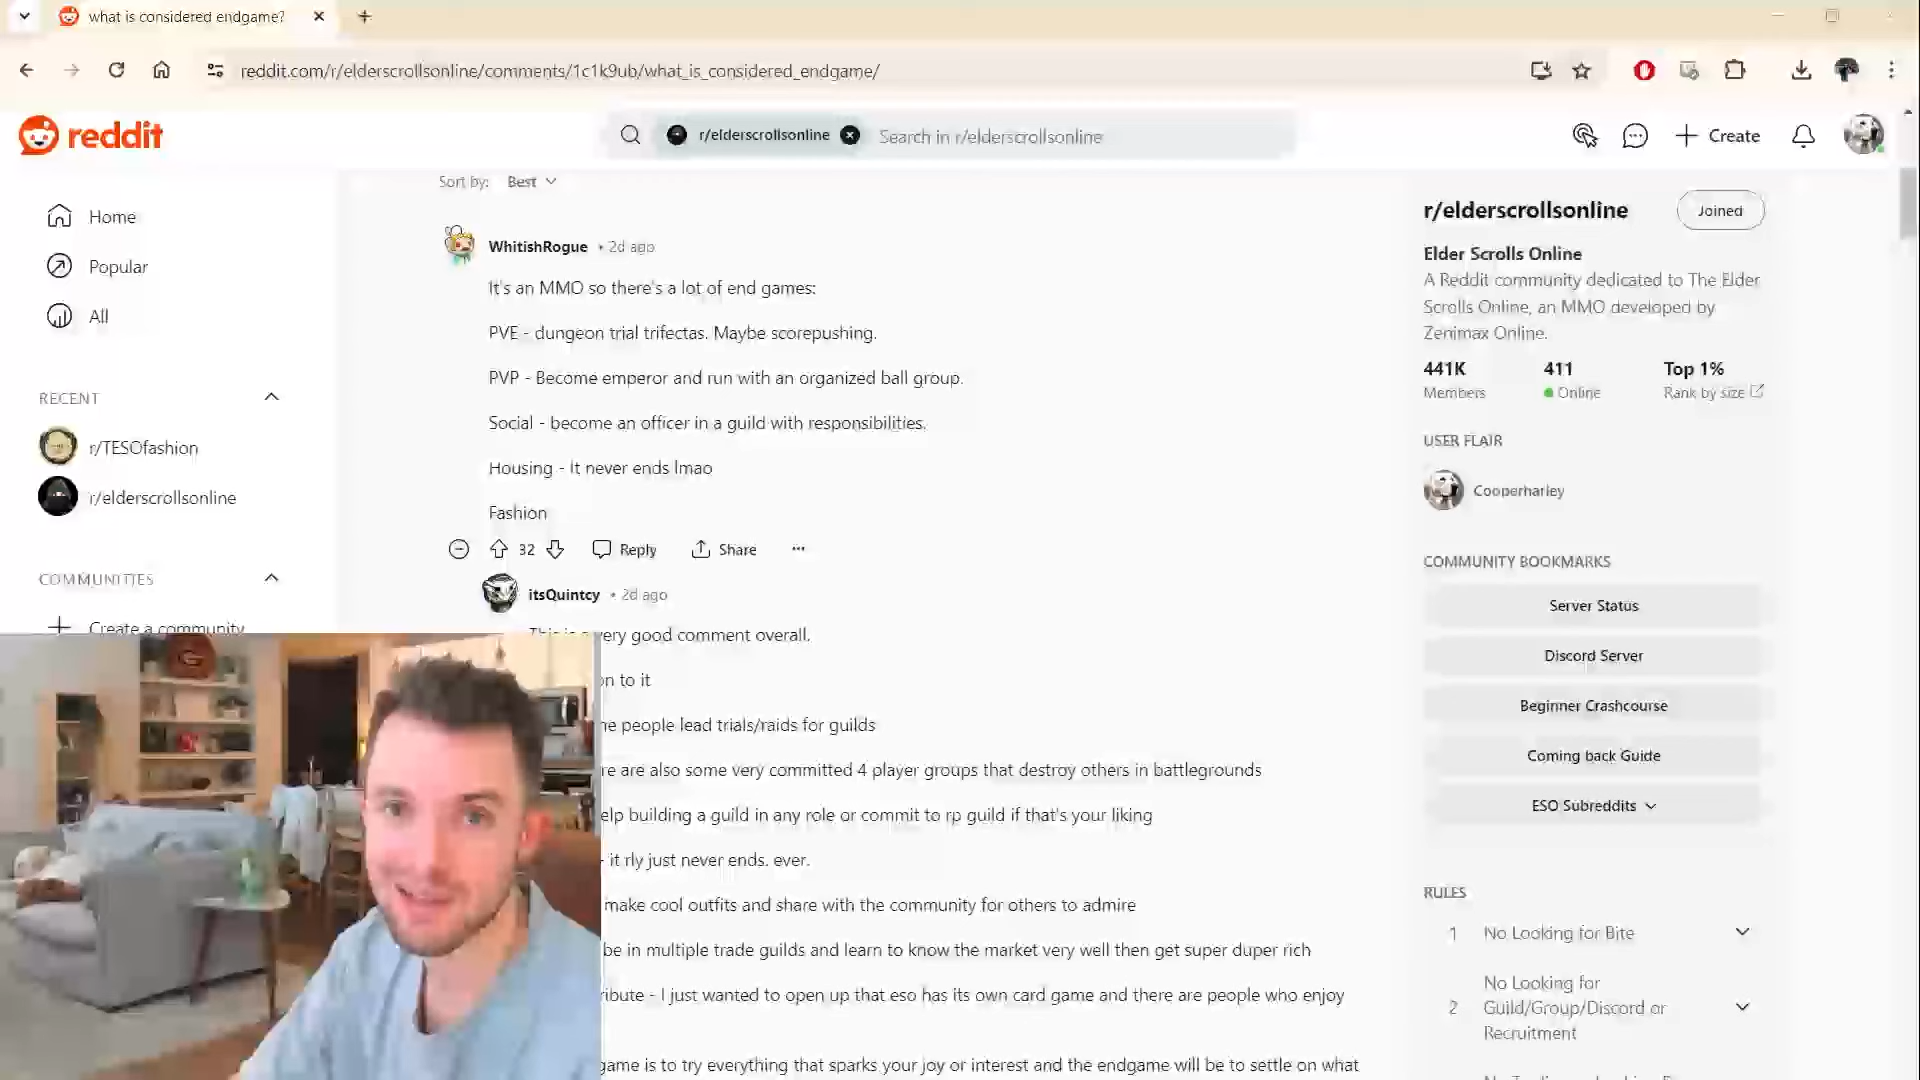 what is considered endgame?
reddit.com/r/elderscrollsonline/comments/1c1k9ub/what_is_considered_endgame/
reddit
r/elderscrollsonline
Search in r/elderscrollsonline
Create
Home
Popular
All
RECENT
r/TESOfashion
r/elderscrollsonline
COMMUNITIES
Create a community
Sort by: Best
WhitishRogue • 2d ago
It's an MMO so there's a lot of end games:
PVE - dungeon trial trifectas. Maybe scorepushing.
PVP - Become emperor and run with an organized ball group.
Social - become an officer in a guild with responsibilities.
Housing - It never ends lmao
Fashion
32 Reply Share
itsQuintcy • 2d ago
very good comment overall.
to it
people lead trials/raids for guilds
are also some very committed 4 player groups that destroy others in battlegrounds
building a guild in any role or commit to rp guild if that's your liking
- it rly just never ends. ever.
make cool outfits and share with the community for others to admire
be in multiple trade guilds and learn to know the market very well then get super duper rich
- I just wanted to open up that eso has its own card game and there are people who enjoy
is to try everything that sparks your joy or interest and the endgame will be to settle on what
r/elderscrollsonline
Joined
Elder Scrolls Online
A Reddit community dedicated to The Elder
Scrolls Online, an MMO developed by
Zenimax Online.
441K 411 Top 1%
Members Online Rank by size
USER FLAIR
Cooperharley
COMMUNITY BOOKMARKS
Server Status
Discord Server
Beginner Crashcourse
Coming back Guide
ESO Subreddits
RULES
1 No Looking for Bite
No Looking for
2 Guild/Group/Discord or
Recruitment